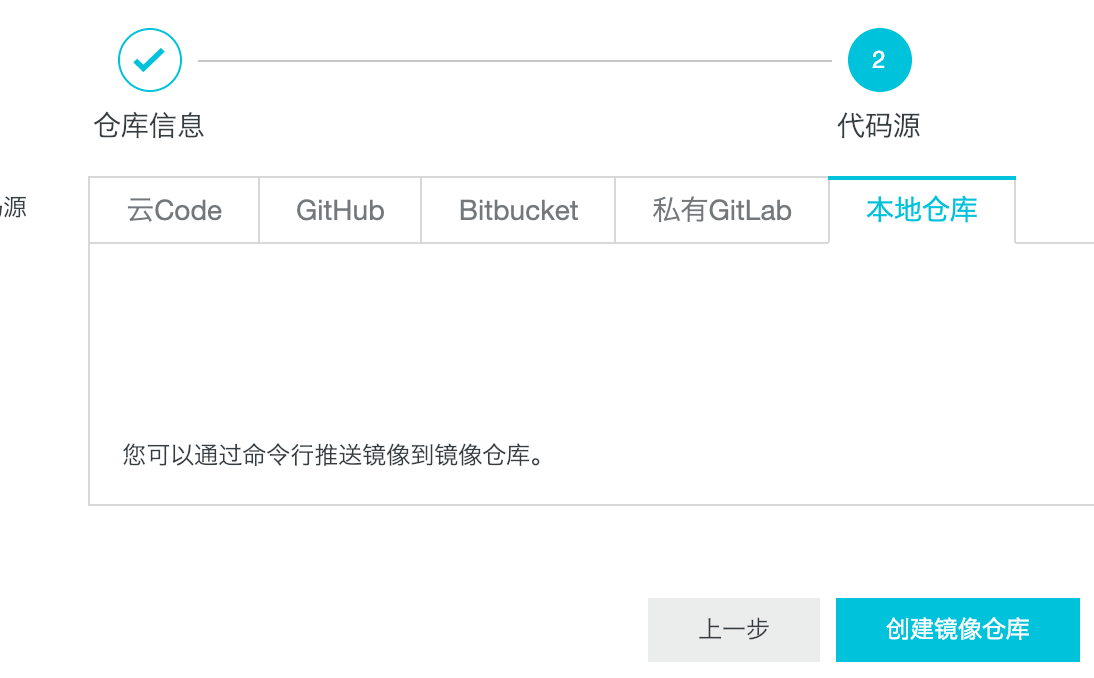 2
仓库信息
代码源
源
云Code
GitHub
Bitbucket
私有GitLab
本地仓库
您可以通过命令行推送镜像到镜像仓库。
上一步
创建镜像仓库